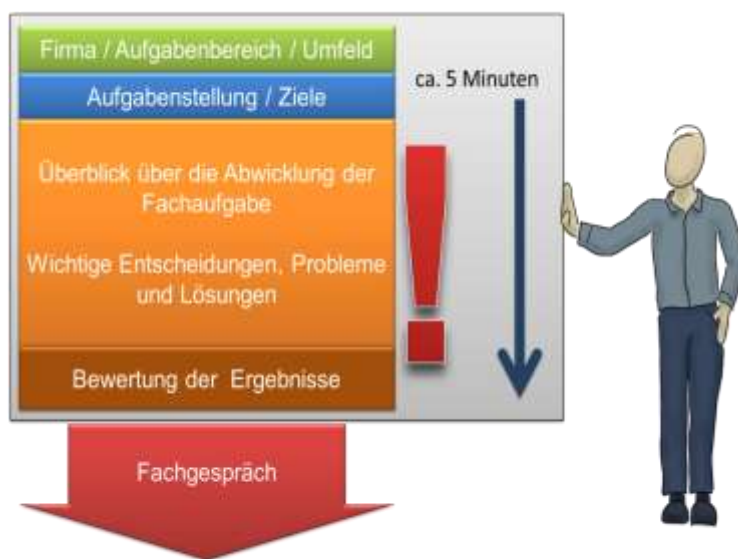 Firma / Aufgabenbereich / Umfeld
Aufgabenstellung / Ziele
ca. 5 Minuten
Überblick über die Abwicklung der
Fachaufgabe
Wichtige Entscheidungen, Probleme
und Lösungen
Bewertung der Ergebnisse
Fachgespräch